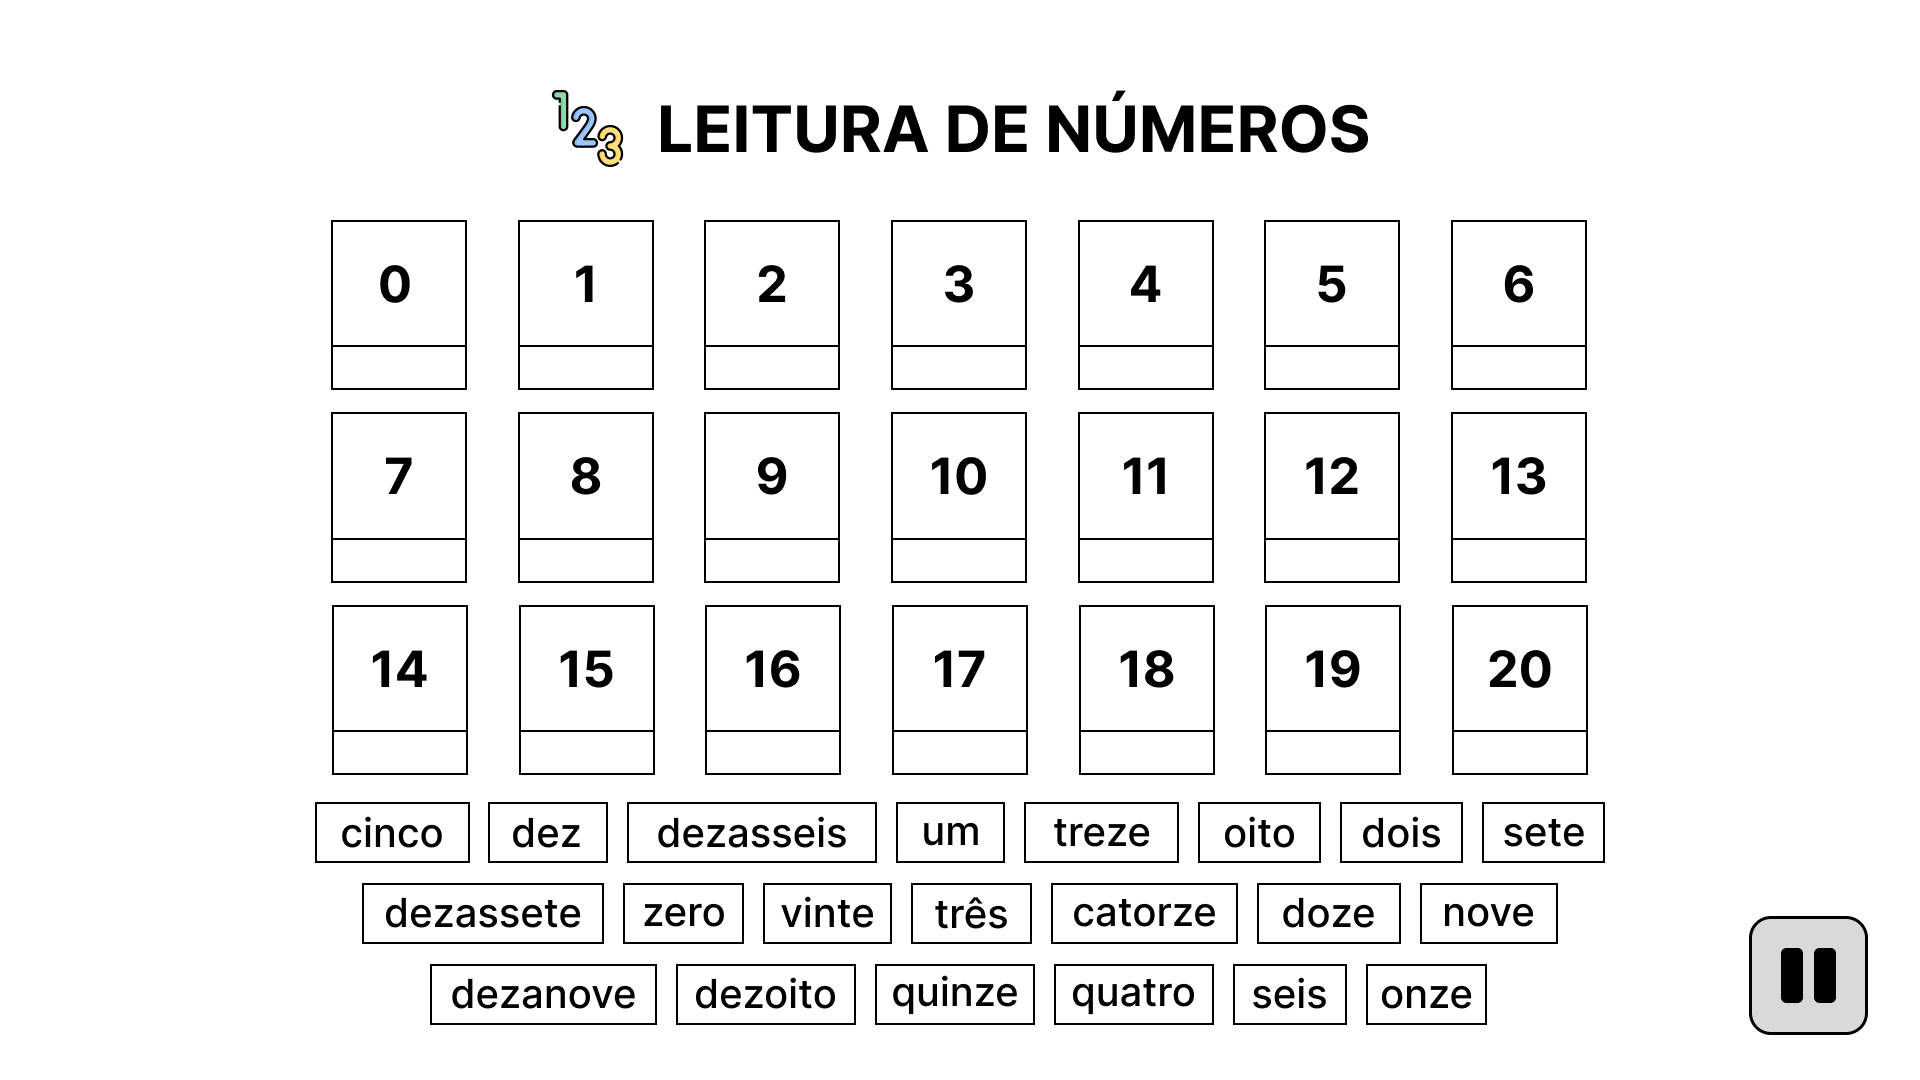 123 LEITURA DE NÚMEROS
0 1 2 3 4 5 6
7 8 9 10 11 12 13
14 15 16 17 18 19 20
cinco dez dezasseis um treze oito dois sete
dezassete zero vinte três catorze doze nove
dezanove dezoito quinze quatro seis onze